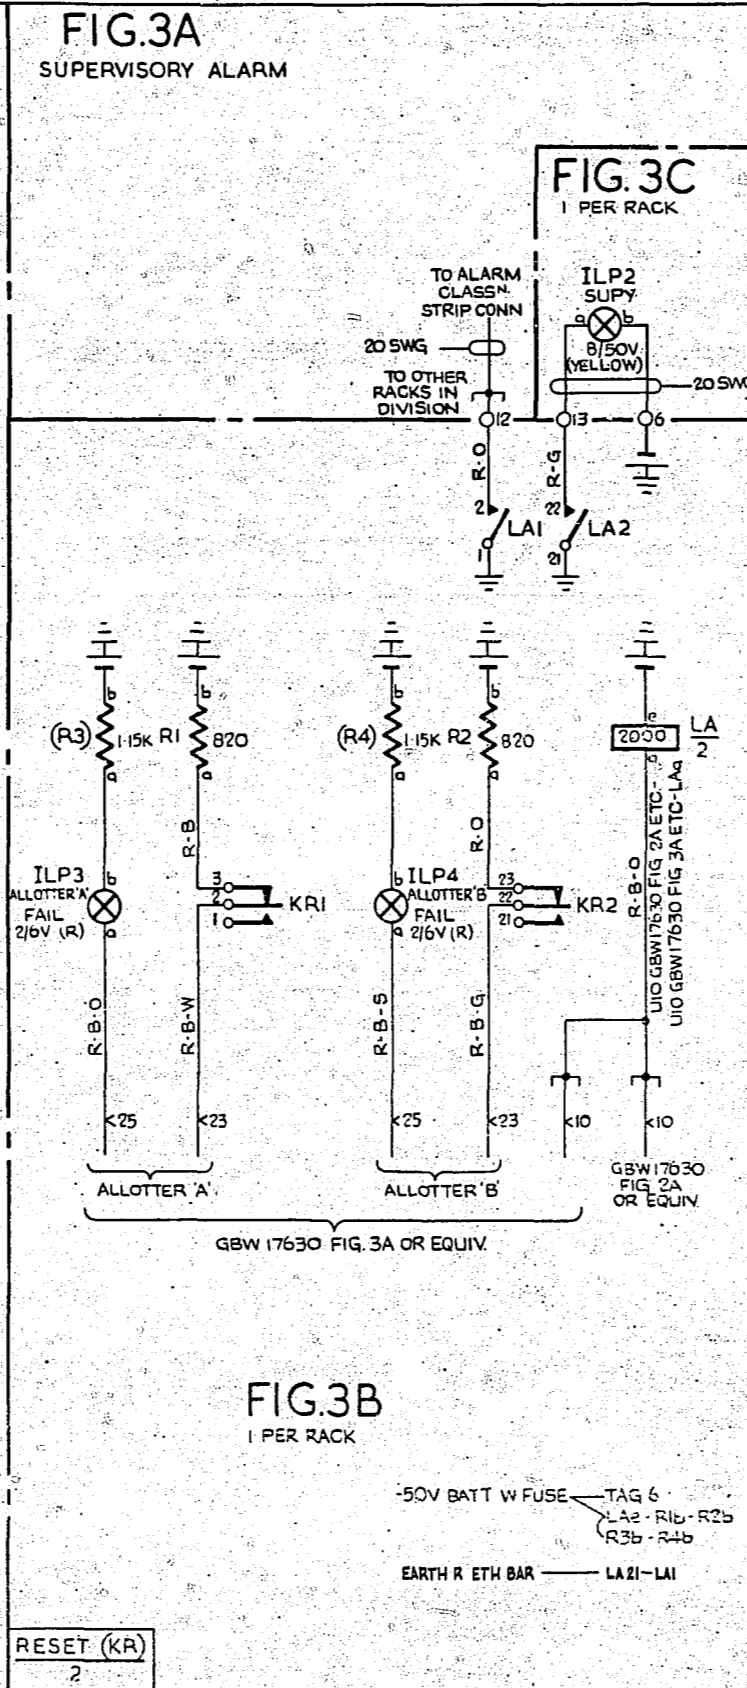 FIG.3A
SUPERVISORY ALARM
FIG.3C
1 PER RACK
TO ALARM
CLASSN.
STRIP CONN
ILP2
SUPY
a
b
8/50V
(YELLOW)
20 SWG
20 SWG
TO OTHER
RACKS IN
DIVISION
12
13
6
R-O
R-G
2
LA1
1
22
LA2
21
b
b
b
b
(R3)
1·15K
R1
820
(R4)
1·15K
R2
820
e
2000
LA
2
a
a
a
a
a
R-B
R-O
R-B-O
U10 GBW17630 FIG 2A ETC-
U10 GBW17630 FIG 3A ETC-LAa
b
ILP3
ALLOTTER 'A'
FAIL
2/6V (R)
a
3
2
1
KR1
b
ILP4
ALLOTTER 'B'
FAIL
2/6V (R)
a
23
22
21
KR2
R-B-O
R-B-W
R-B-S
R-B-G
25
23
25
23
10
10
ALLOTTER 'A'
ALLOTTER 'B'
GBW17630
FIG 2A
OR EQUIV.
GBW 17630 FIG. 3A OR EQUIV.
FIG.3B
1 PER RACK
-50V BATT W FUSE
TAG 6
LAe - R1b - R2b
R3b - R4b
EARTH R ETH BAR
LA21-LA1
RESET (KR)
2